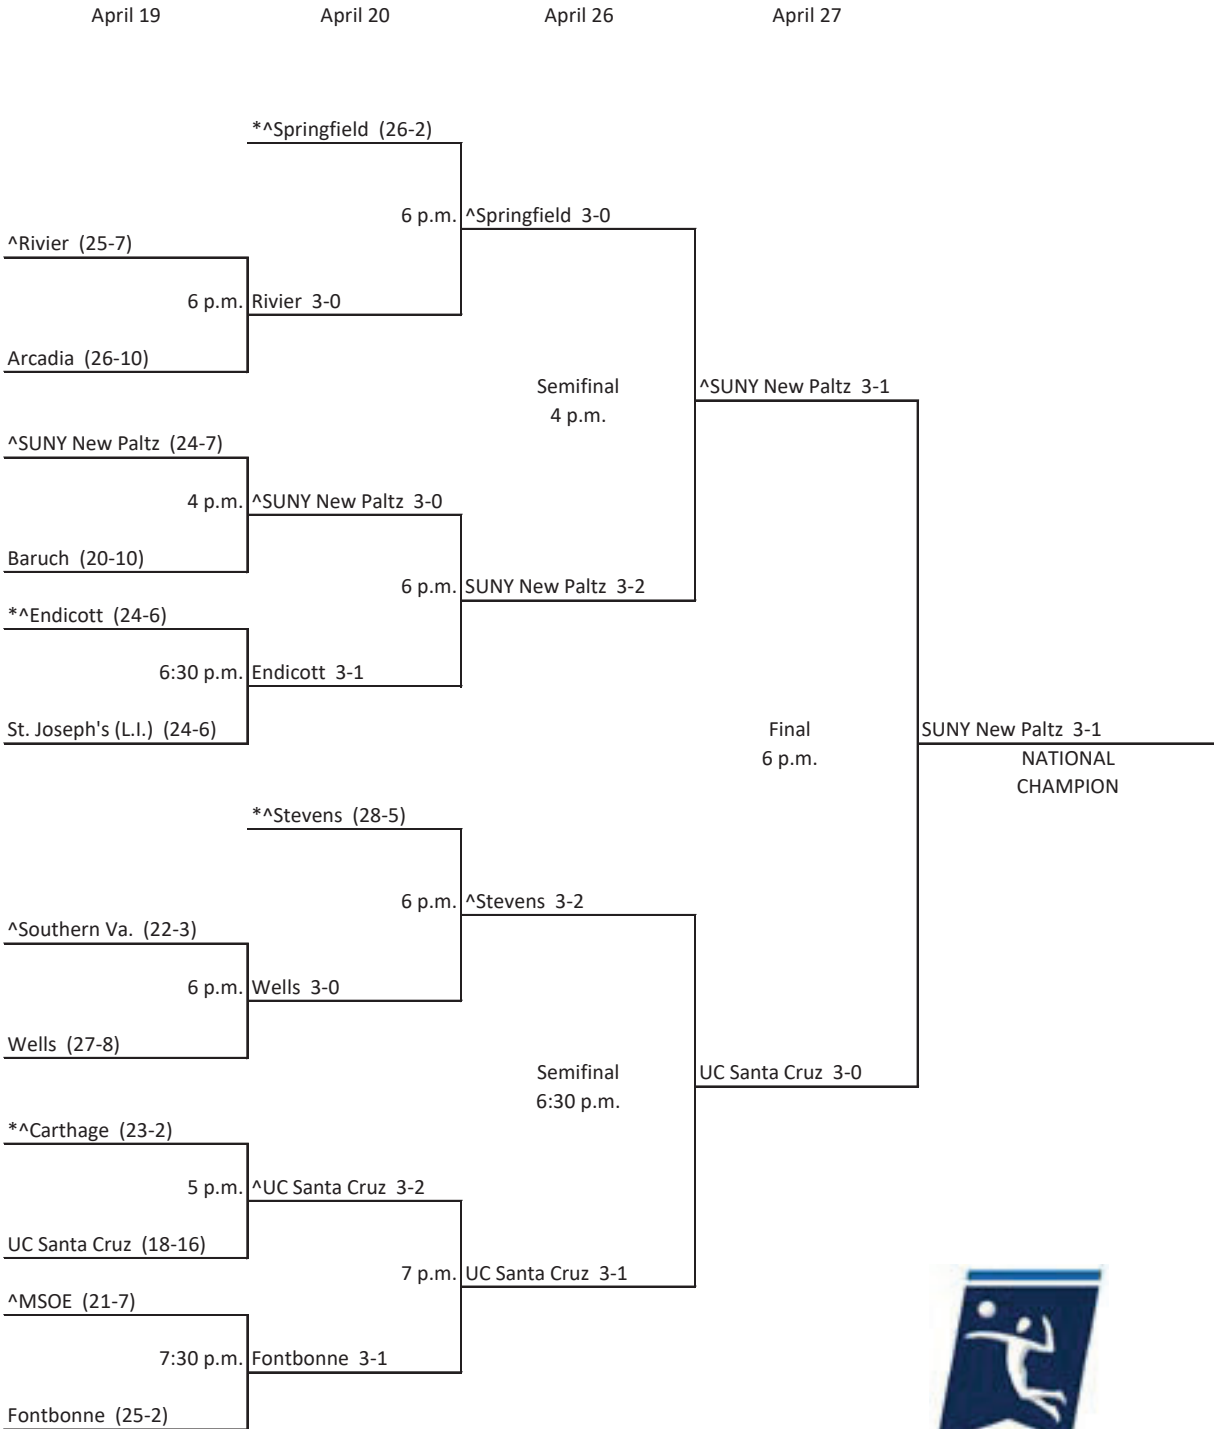 April 19 April 20 April 26 April 27
*^Springfield (26-2)
6 p.m. ^Springfield 3-0
^Rivier (25-7)
6 p.m. Rivier 3-0
Arcadia (26-10)
Semifinal ^SUNY New Paltz 3-1
4 p.m.
^SUNY New Paltz (24-7)
4 p.m. ^SUNY New Paltz 3-0
Baruch (20-10)
6 p.m. SUNY New Paltz 3-2
*^Endicott (24-6)
6:30 p.m. Endicott 3-1
St. Joseph's (L.I.) (24-6)
Final SUNY New Paltz 3-1
6 p.m. NATIONAL
CHAMPION
*^Stevens (28-5)
6 p.m. ^Stevens 3-2
^Southern Va. (22-3)
6 p.m. Wells 3-0
Wells (27-8)
Semifinal UC Santa Cruz 3-0
6:30 p.m.
*^Carthage (23-2)
5 p.m. ^UC Santa Cruz 3-2
UC Santa Cruz (18-16)
7 p.m. UC Santa Cruz 3-1
^MSOE (21-7)
7:30 p.m. Fontbonne 3-1
Fontbonne (25-2)